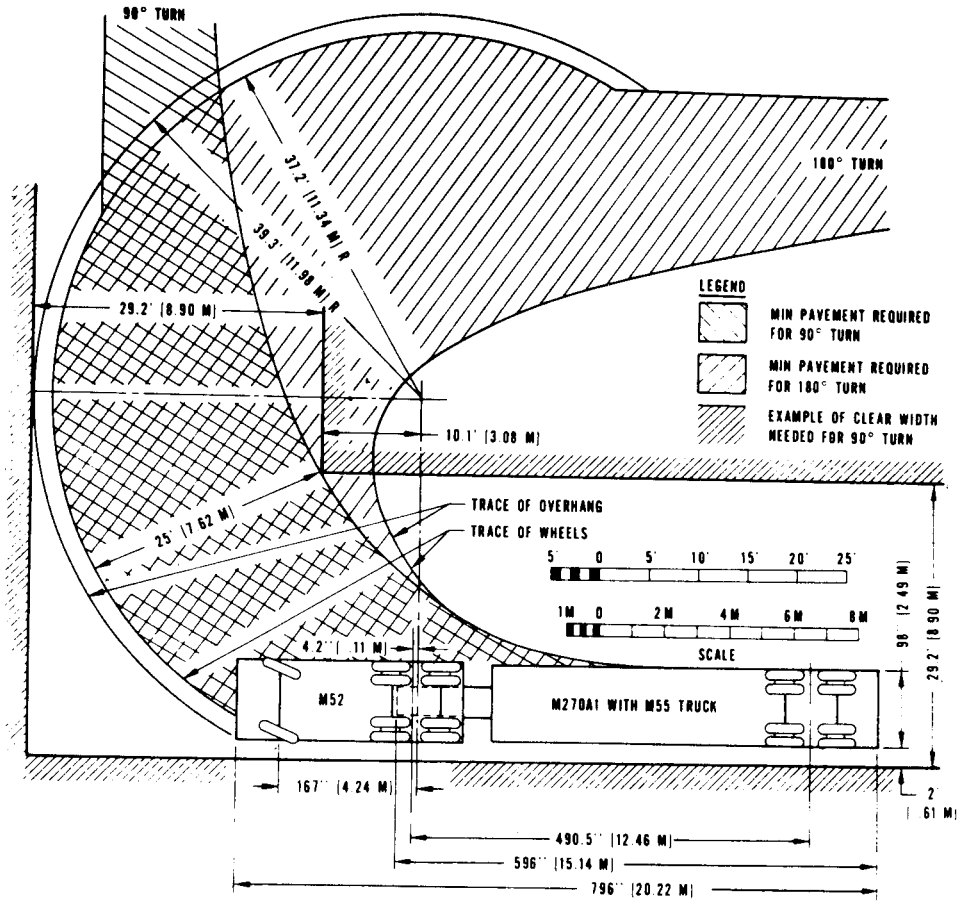 90° TURN
37.2' (11.34 M) R
39.3' (11.98 M) R
180° TURN
29.2' (8.90 M)
LEGEND
MIN PAVEMENT REQUIRED
FOR 90° TURN
MIN PAVEMENT REQUIRED
FOR 180° TURN
EXAMPLE OF CLEAR WIDTH
NEEDED FOR 90° TURN
10.1' (3.08 M)
25' (7.62 M)
TRACE OF OVERHANG
TRACE OF WHEELS
5' 0 5' 10' 15' 20' 25'
1M 0 2M 4M 6M 8M
SCALE
98'' (2.49 M)
29.2' (8.90 M)
4.2'' (.11 M)
M52
M270A1 WITH M55 TRUCK
167'' (4.24 M)
2'
(.61 M)
490.5'' (12.46 M)
596'' (15.14 M)
796'' (20.22 M)